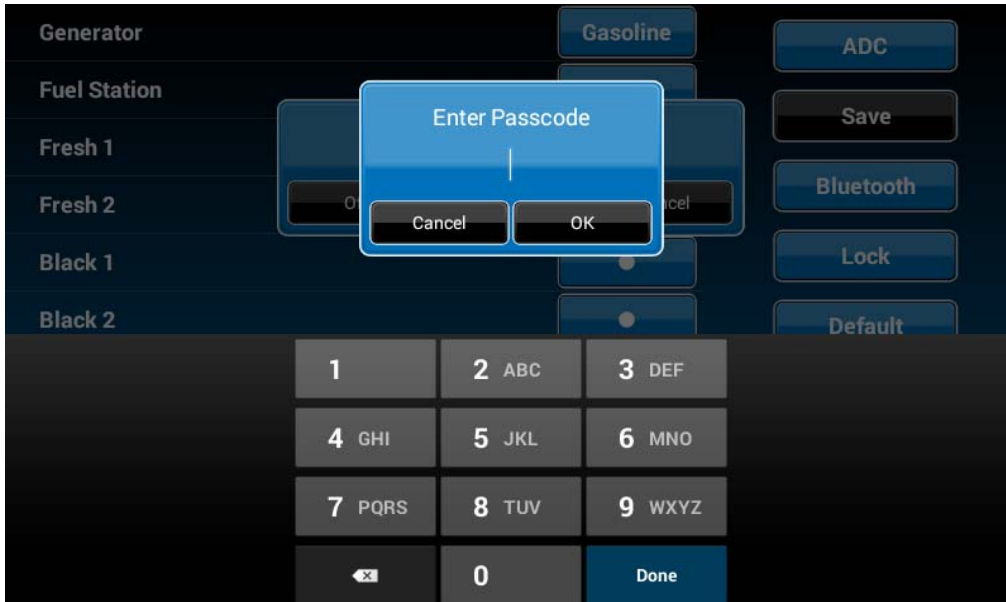 Generator
Gasoline
ADC
Fuel Station
Enter Passcode
Save
Fresh 1
Bluetooth
Fresh 2
Cancel
OK
Black 1
Lock
Black 2
Default
1
2 ABC
3 DEF
4 GHI
5 JKL
6 MNO
7 PQRS
8 TUV
9 WXYZ
0
Done